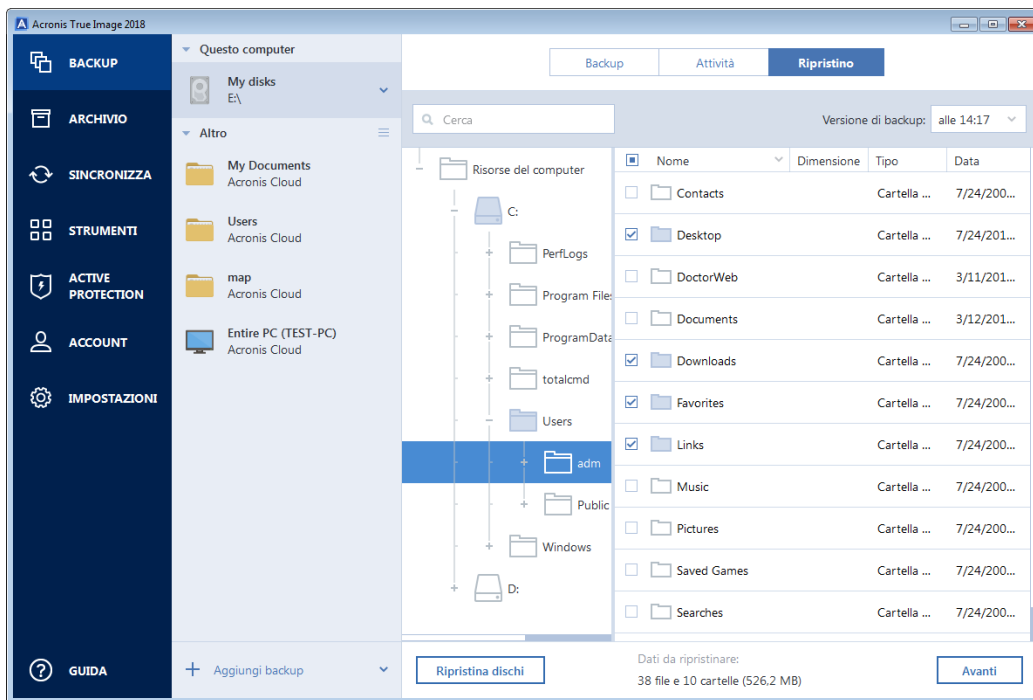 Acronis True Image 2018
BACKUP
ARCHIVIO
SINCRONIZZA
STRUMENTI
ACTIVE
PROTECTION
ACCOUNT
IMPOSTAZIONI
GUIDA
Questo computer
My disks
E:\
Altro
My Documents
Acronis Cloud
Users
Acronis Cloud
map
Acronis Cloud
Entire PC (TEST-PC)
Acronis Cloud
Aggiungi backup
Backup Attività Ripristino
Cerca
Versione di backup: alle 14:17
Risorse del computer
C:
PerfLogs
Program Files
ProgramData
totalcmd
Users
adm
Public
Windows
D:
Nome Dimensione Tipo Data
Contacts Cartella ... 7/24/200...
Desktop Cartella ... 7/24/201...
DoctorWeb Cartella ... 3/11/201...
Documents Cartella ... 3/12/201...
Downloads Cartella ... 7/24/200...
Favorites Cartella ... 7/24/200...
Links Cartella ... 7/24/200...
Music Cartella ... 7/24/200...
Pictures Cartella ... 7/24/200...
Saved Games Cartella ... 7/24/200...
Searches Cartella ... 7/24/200...
Ripristina dischi
Dati da ripristinare:
38 file e 10 cartelle (526,2 MB)
Avanti